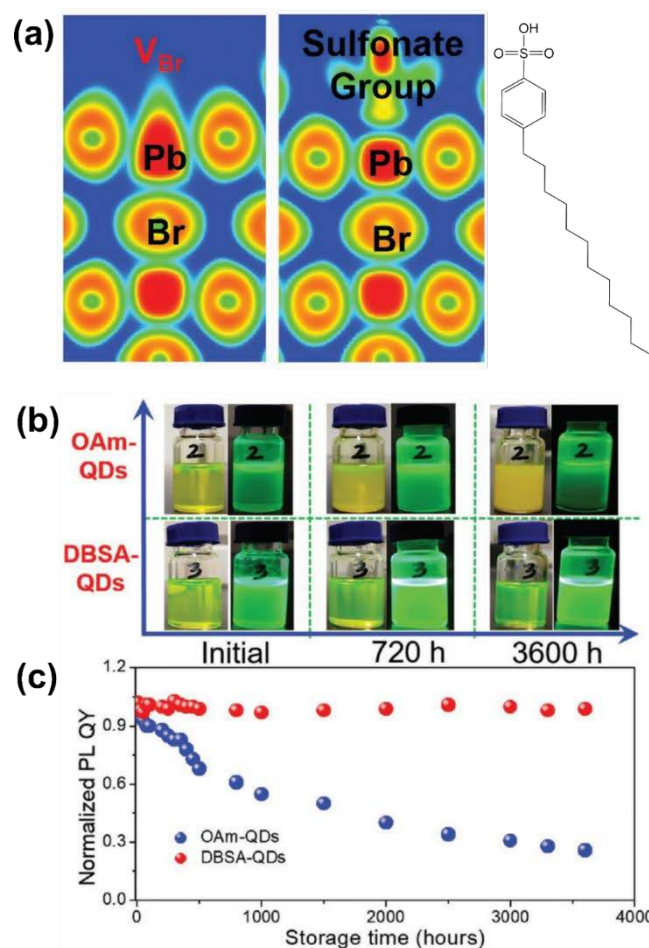 (a)
V_Br
Pb
Br
Sulfonate
Group
Pb
Br
OH
O=S=O
(b)
OAm-
QDs
2 2 2 2 2 2
DBSA-
QDs
3 3 3 3 3 3
Initial 720 h 3600 h
(c)
Normalized PL QY
1.2
0.9
0.6
0.3
0.0
OAm-QDs
DBSA-QDs
0 1000 2000 3000 4000
Storage time (hours)